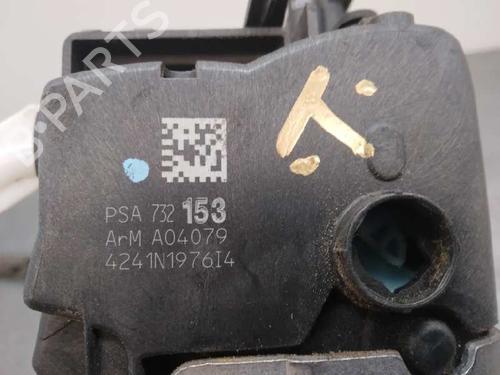 B-PARTS
T
PSA 732 153
ArM A04079
4241N1976I4